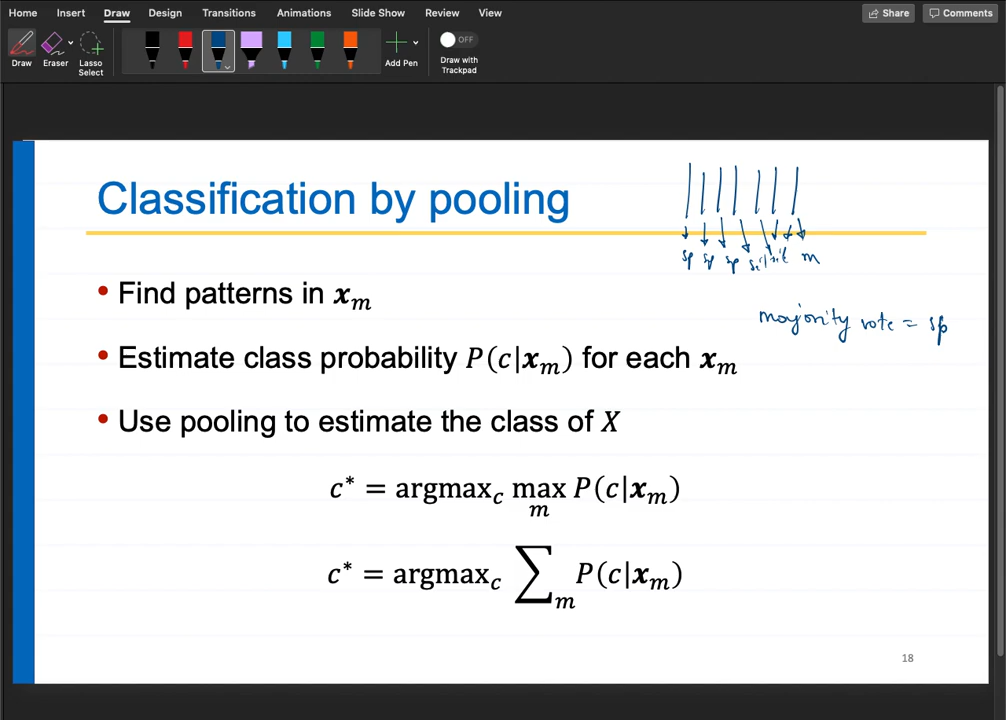 Home Insert Draw Design Transitions Animations Slide Show Review View Share Comments
Draw Eraser Lasso Select Add Pen OFF Draw with Trackpad
Classification by pooling
sp sp sp sil sil m
majority vote = sp
• Find patterns in 𝒙ₘ
• Estimate class probability P(c|𝒙ₘ) for each 𝒙ₘ
• Use pooling to estimate the class of X
c* = argmax_c max_m P(c|𝒙ₘ)
c* = argmax_c ∑_m P(c|𝒙ₘ)
18